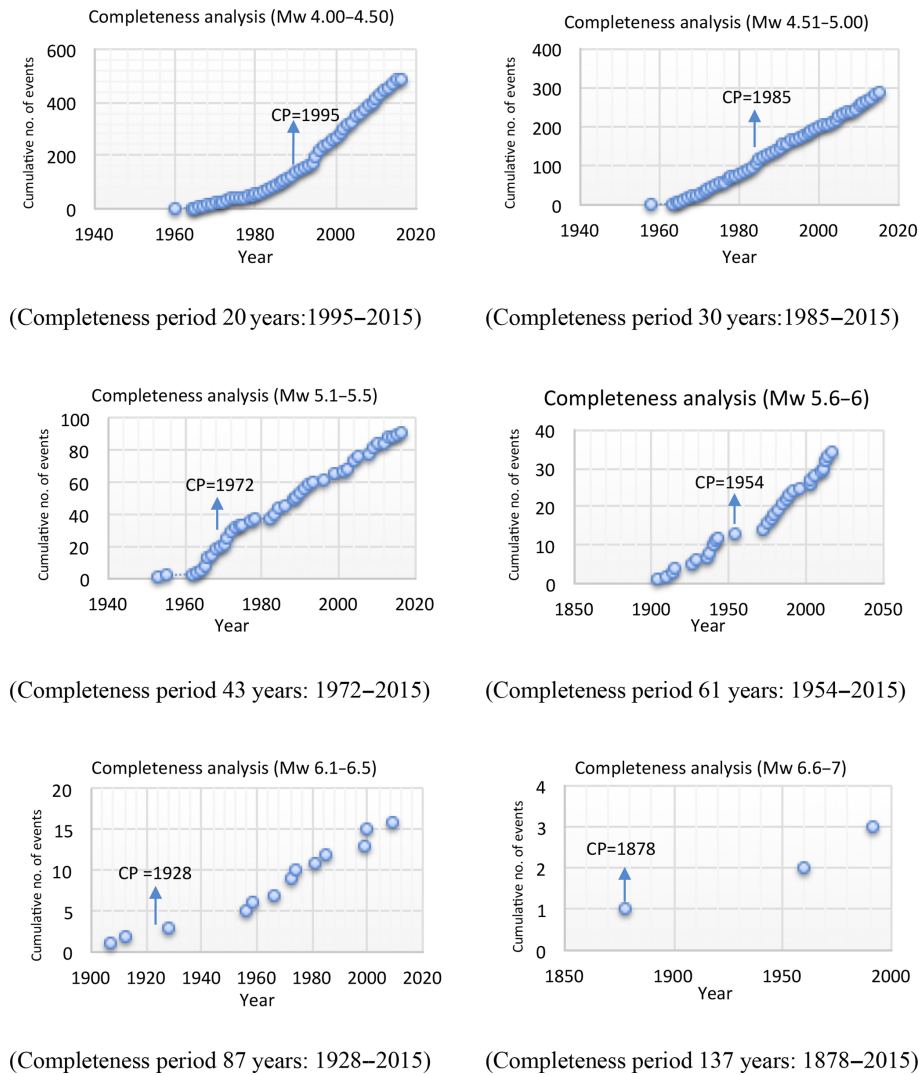 Completeness analysis (Mw 4.00–4.50)
Cumulative no. of events
600
400
200
0
CP=1995
1940 1960 1980 2000 2020
Year
(Completeness period 20 years:1995–2015)
Completeness analysis (Mw 4.51–5.00)
Cumulative no. of events
400
300
200
100
0
CP=1985
1940 1960 1980 2000 2020
Year
(Completeness period 30 years:1985–2015)
Completeness analysis (Mw 5.1–5.5)
Cumulative no. of events
100
80
60
40
20
0
CP=1972
1940 1960 1980 2000 2020
Year
(Completeness period 43 years: 1972–2015)
Completeness analysis (Mw 5.6–6)
Cumulative no. of events
40
30
20
10
0
CP=1954
1850 1900 1950 2000 2050
Year
(Completeness period 61 years: 1954–2015)
Completeness analysis (Mw 6.1–6.5)
Cumulative no. of events
20
15
10
5
0
CP =1928
1900 1920 1940 1960 1980 2000 2020
Year
(Completeness period 87 years: 1928–2015)
Completeness analysis (Mw 6.6–7)
Cumulative no. of events
4
3
2
1
0
CP=1878
1850 1900 1950 2000
Year
(Completeness period 137 years: 1878–2015)